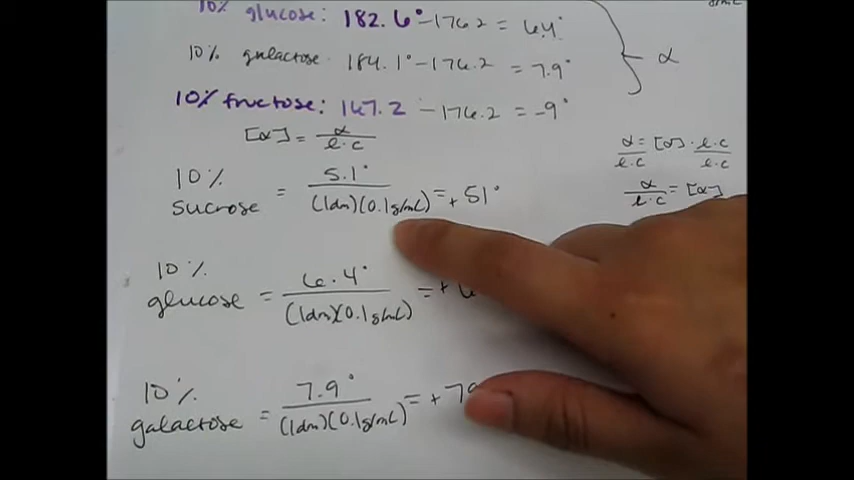 10% glucose: 182.6° - 176.2 = 6.4°
10% galactose 184.1° - 176.2 = 7.9°
10% fructose: 167.2 - 176.2 = -9°
} α
[α] = α / l·c
α / l·c = [α] · l·c / l·c
α / l·c = [α]
10% sucrose = 5.1° / (1dm)(0.1g/mL) = +51°
10% glucose = 6.4° / (1dm)(0.1g/mL) = + 6
10% galactose = 7.9° / (1dm)(0.1g/mL) = + 79